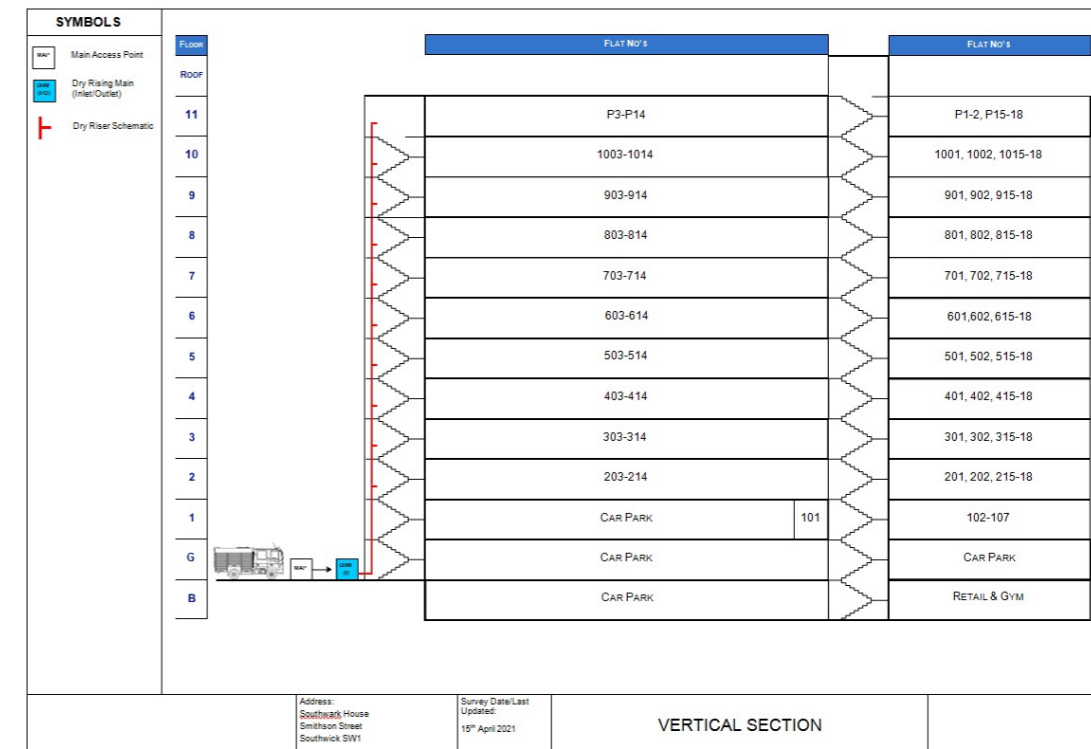 SYMBOLS
MAP Main Access Point
DRM (I/O) Dry Rising Main
(Inlet/Outlet)
Dry Riser Schematic
FLOOR FLAT NO'S FLAT NO'S
ROOF
11 P3-P14 P1-2, P15-18
10 1003-1014 1001, 1002, 1015-18
9 903-914 901, 902, 915-18
8 803-814 801, 802, 815-18
7 703-714 701, 702, 715-18
6 603-614 601,602, 615-18
5 503-514 501, 502, 515-18
4 403-414 401, 402, 415-18
3 303-314 301, 302, 315-18
2 203-214 201, 202, 215-18
1 CAR PARK 101 102-107
G MAP DRM (I) CAR PARK CAR PARK
B CAR PARK RETAIL & GYM
Address:
Southwark House
Smithson Street
Southwick SW1
Survey Date/Last
Updated:
15th April 2021
VERTICAL SECTION